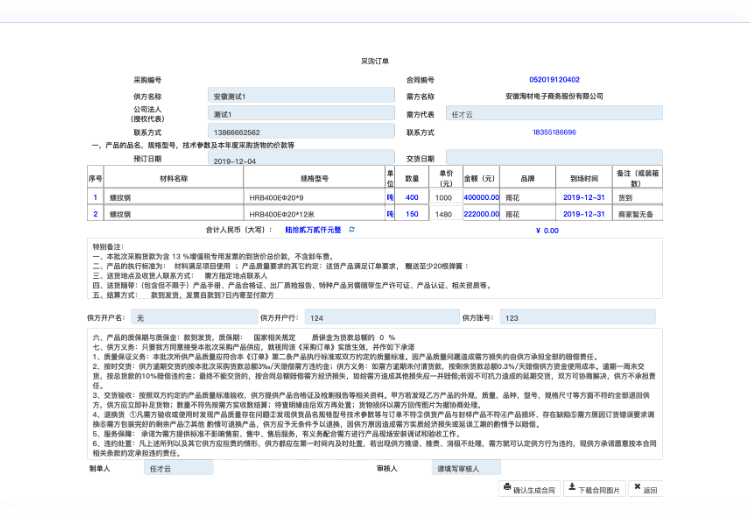 采购订单
采购编号 合同编号 052019120402
供方名称 安徽测试1 需方名称 安徽淘材电子商务股份有限公司
公司法人 (授权代表) 测试1 需方代表 任才云
联系方式 13866662562 联系方式 18355186696
一、产品的品名，规格型号，技术参数及本年度采购货物的价款等
预订日期 2019-12-04 交货日期
序号 材料名称 规格型号 单位 数量 单价(元) 金额（元） 品牌 到场时间 备注（或装箱数）
1 螺纹钢 HRB400EΦ20*9 吨 400 1000 400000.00 雨花 2019-12-31 货到
2 螺纹钢 HRB400EΦ20*12米 吨 150 1480 222000.00 雨花 2019-12-31 商家暂无备
合计人民币（大写）： 陆拾贰万贰仟元整 ¥ 0.00
特别备注：
一、本批次采购货款为含 13 %增值税专用发票的到货价总价款，不含卸车费。
二、产品的执行标准为： 材料满足项目使用 ；产品质量要求的其它约定：送货产品满足订单要求， 赠送至少20根弹簧；
三、送货地点及收货人联系方式： 需方指定地点联系人
四、送货随带：(包含但不限于）产品手册、产品合格证、出厂质检报告、特种产品另需随带生产许可证、产品认证、相关资质等。
五、结算方式： 款到发货，发票自款到7日内寄至付款方
供方开户名： 无 供方开户行： 124 供方账号： 123
六、产品的质保期与质保金：款到发货，质保期： 国家相关规定 质保金为货款总额的 0 %
七、供方义务：只要我方同意接受本批次采购产品供应，就视同该《采购订单》实质生效，并作如下承诺
1、质量保证义务：本批次所供产品质量应符合本《订单》第二条产品执行标准或双方约定的质量标准。因产品质量问题造成需方损失的由供方承担全部的赔偿责任。
2、按时交货：供方逾期交货的按本批次采购货款总额3‰/天赔偿需方违约金；供方义务：如需方逾期未付清货款，按剩余货款总额0.3%/天赔偿供方资金使用成本。逾期一周未交
货，按总货款的10%赔偿违约金；最终不能交货的，按合同总额赔偿需方经济损失，如给需方造成其他损失应一并赔偿;若因不可抗力造成的延期交货，双方可协商解决，供方不承担责
任。
3、交货验收：按照双方约定的产品质量标准验收，供方提供产品合格证及检测报告等相关资料。甲方若发现乙方产品的外观，质量，品种，型号，规格尺寸等方面不符的全部退回供
方，供方应立即补足货物；数量不符先按需方实收数结算；待查明缘由后双方再处置；货物损坏以需方回传图片为据协商处理。
4、退换货 ①凡需方验收或使用时发现产品质量存在问题②发现供货品名规格型号技术参数等与订单不符③供货产品与封样产品不符④产品损坏、存在缺陷⑤需方原因订货错误要求调
换⑥需方包装完好的剩余产品⑦其他 酌情可退换产品，供方应予无条件予以退换，因供方原因造成需方实质经济损失或延误工期的酌情予以赔偿。
5、服务保障： 承诺为需方提供标准不影响售前，售中、售后服务，有义务配合需方进行产品现场安装调试和验收工作。
6、违约处置：凡上述所列以及其它供方应担责的情形，供方都应在第一时间内及时处置，若出现供方推诿、推责、消极不处理，需方就可认定供方行为违约，现供方承诺愿意按本合同
相关条款约定承担违约责任。
制单人 任才云 审核人 请填写审核人
确认生成合同 下载合同图片 返回